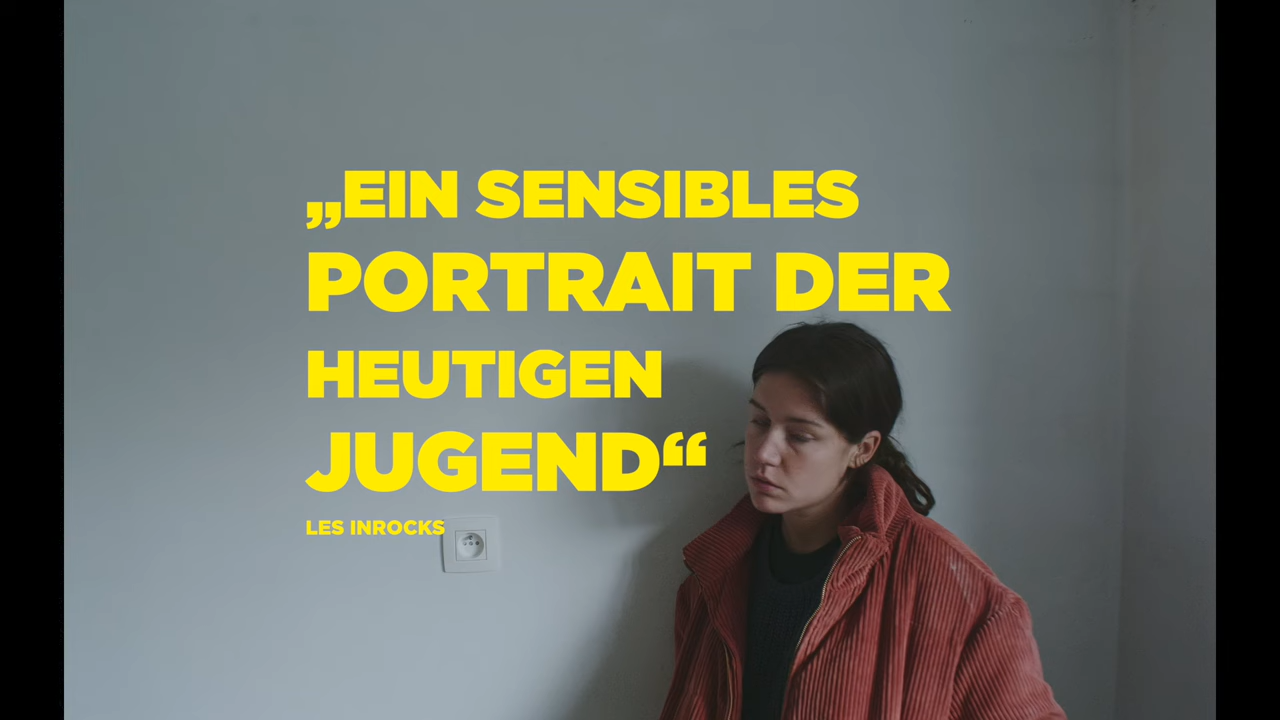 „EIN SENSIBLES
PORTRAIT DER
HEUTIGEN
JUGEND“
LES INROCKS